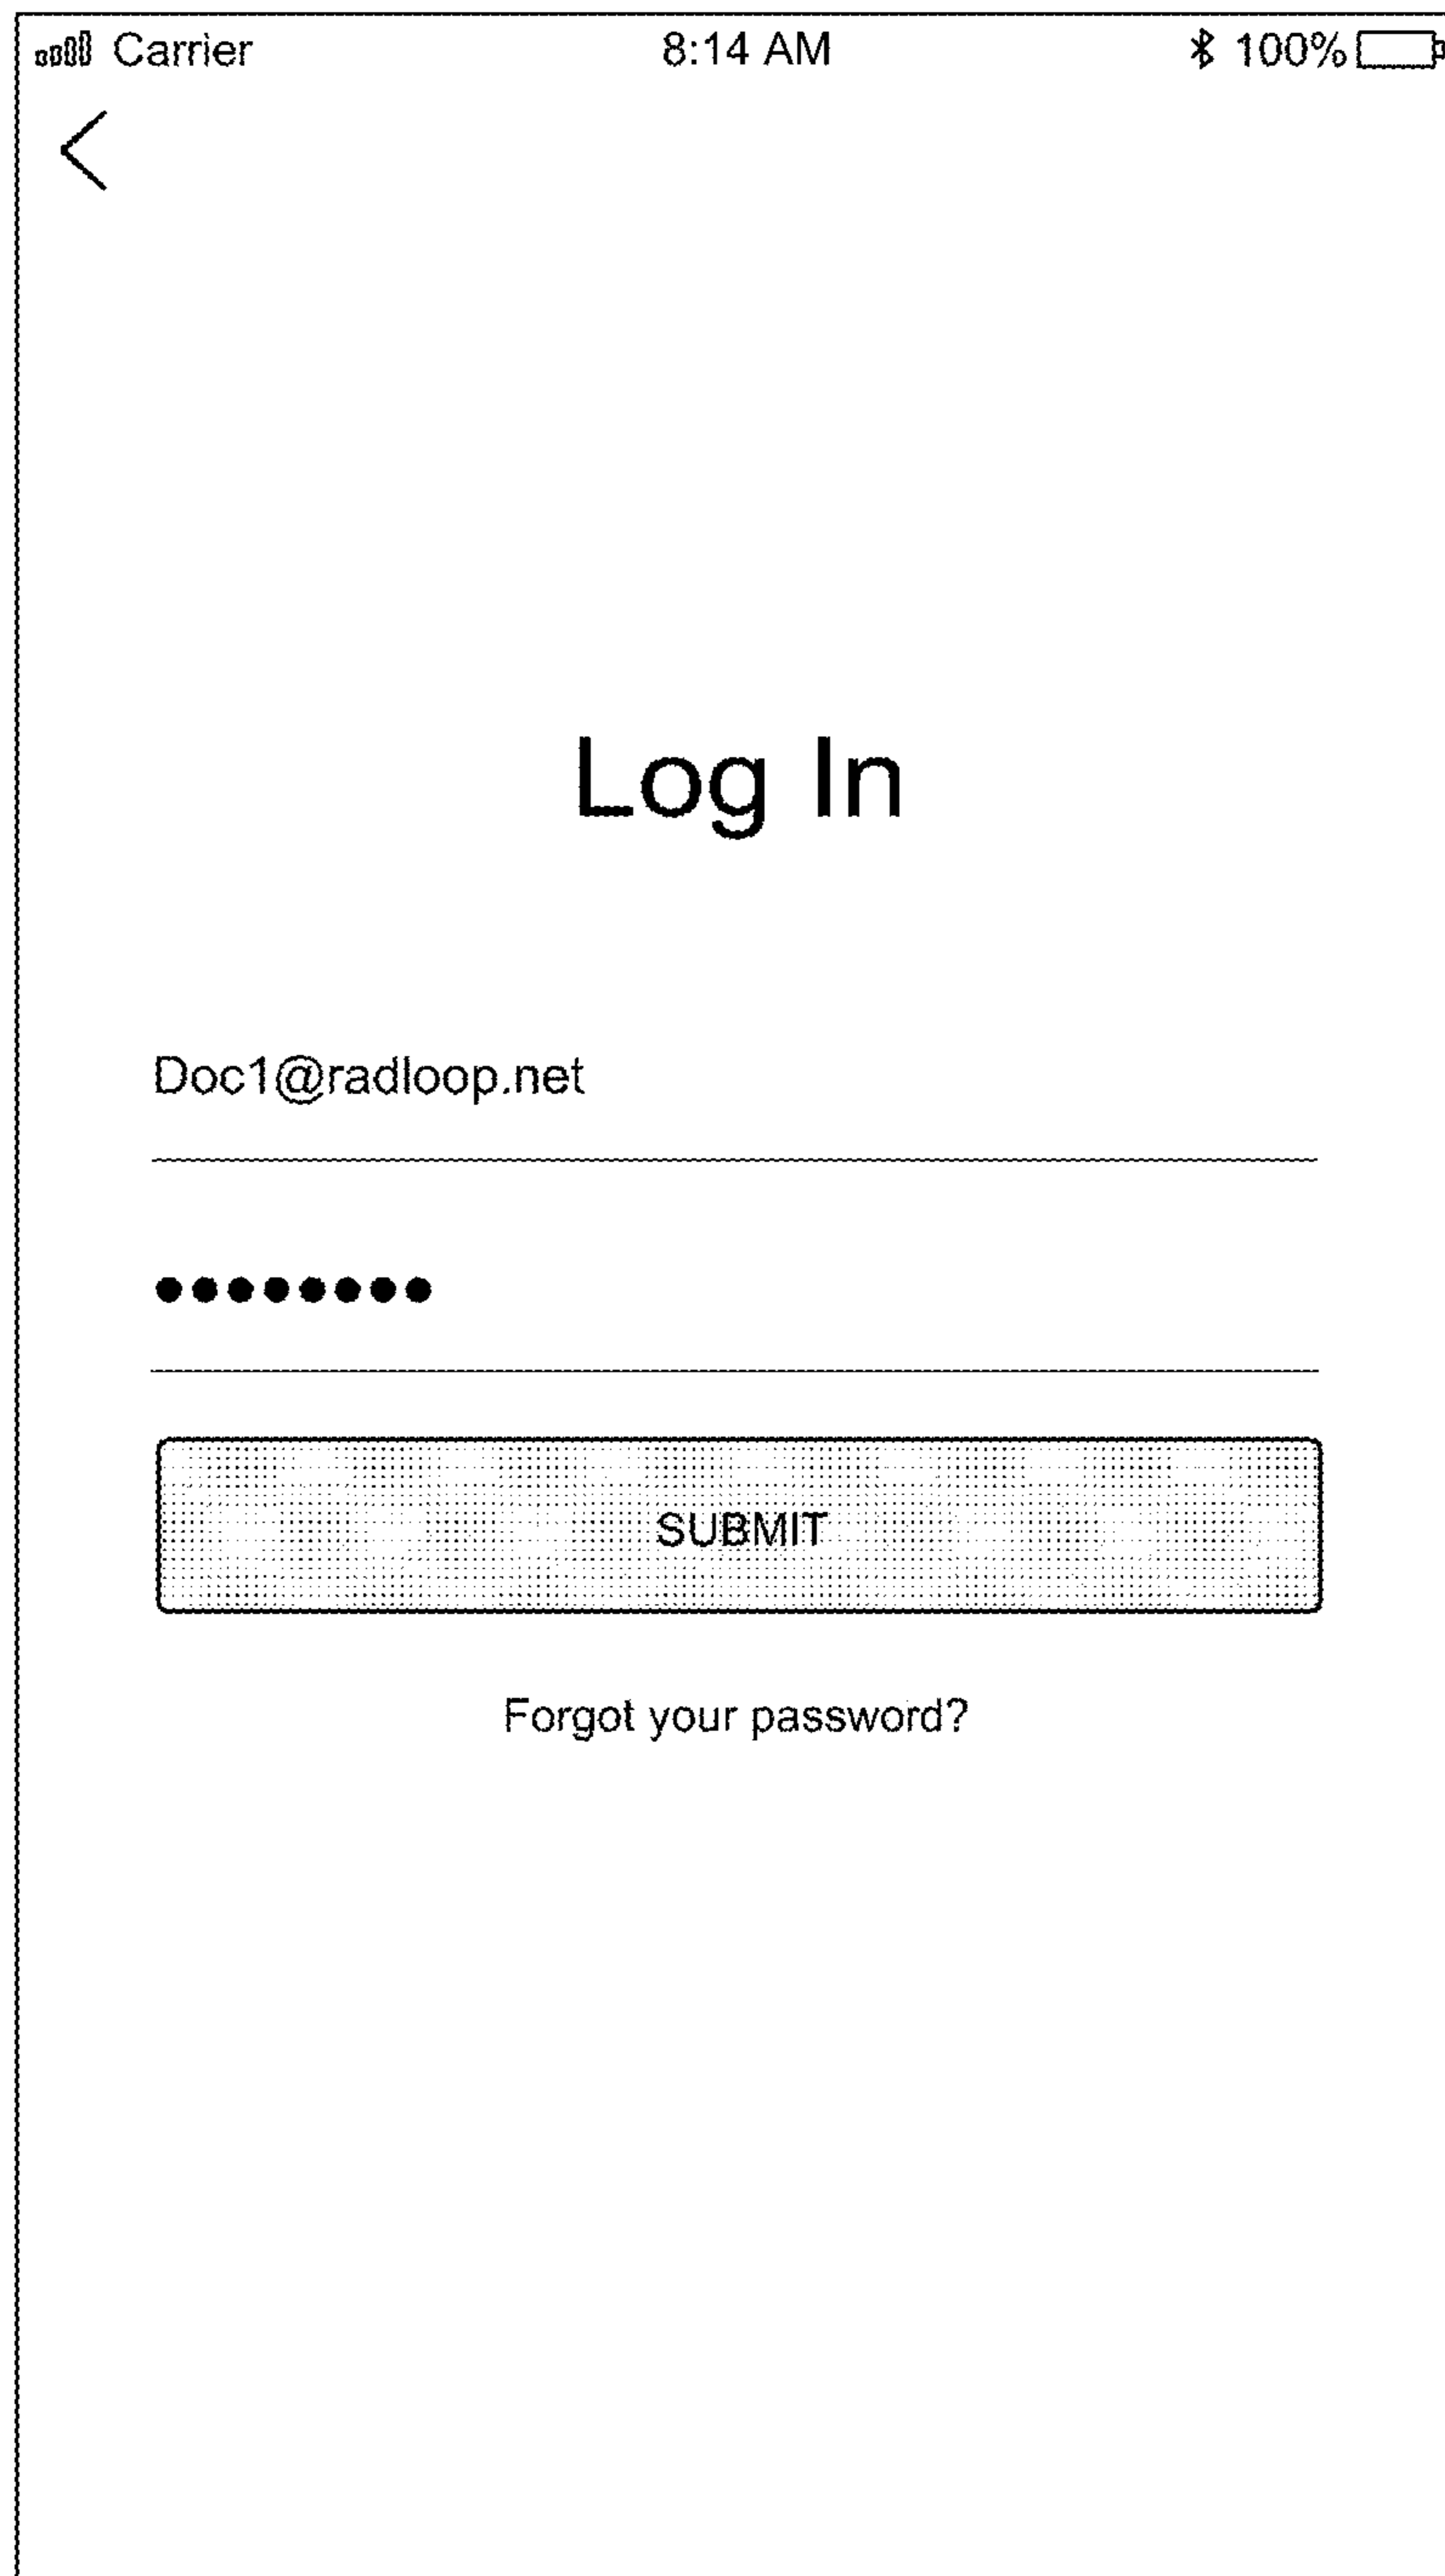 Carrier 8:14 AM 100%
Log In
Doc1@radloop.net
••••••••
SUBMIT
Forgot your password?